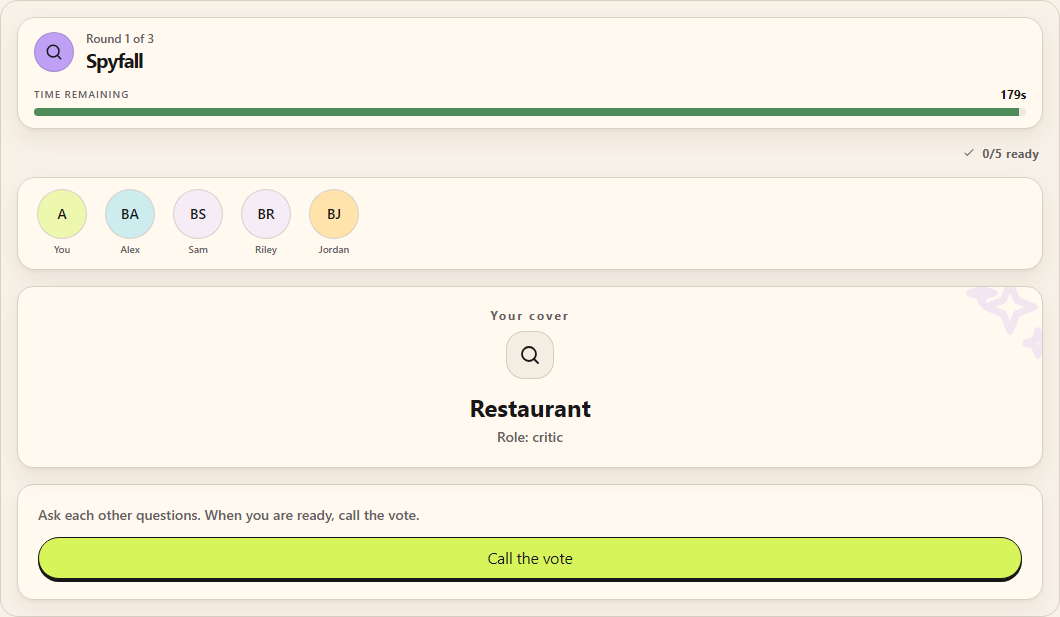 Round 1 of 3
Spyfall
TIME REMAINING
179s
0/5 ready
A
BA
BS
BR
BJ
You
Alex
Sam
Riley
Jordan
Your cover
Restaurant
Role: critic
Ask each other questions. When you are ready, call the vote.
Call the vote